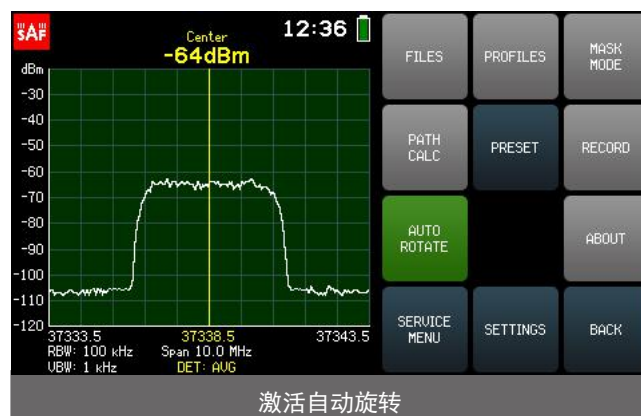 SAF
Center
12:36
-64dBm
dBm
-30
-40
-50
-60
-70
-80
-90
-100
-110
-120
37333.5
37338.5
37343.5
RBW: 100 kHz
Span 10.0 MHz
VBW: 1 kHz
DET: AVG
FILES
PROFILES
MASK
MODE
PATH
CALC
PRESET
RECORD
AUTO
ROTATE
ABOUT
SERVICE
MENU
SETTINGS
BACK
激活自动旋转